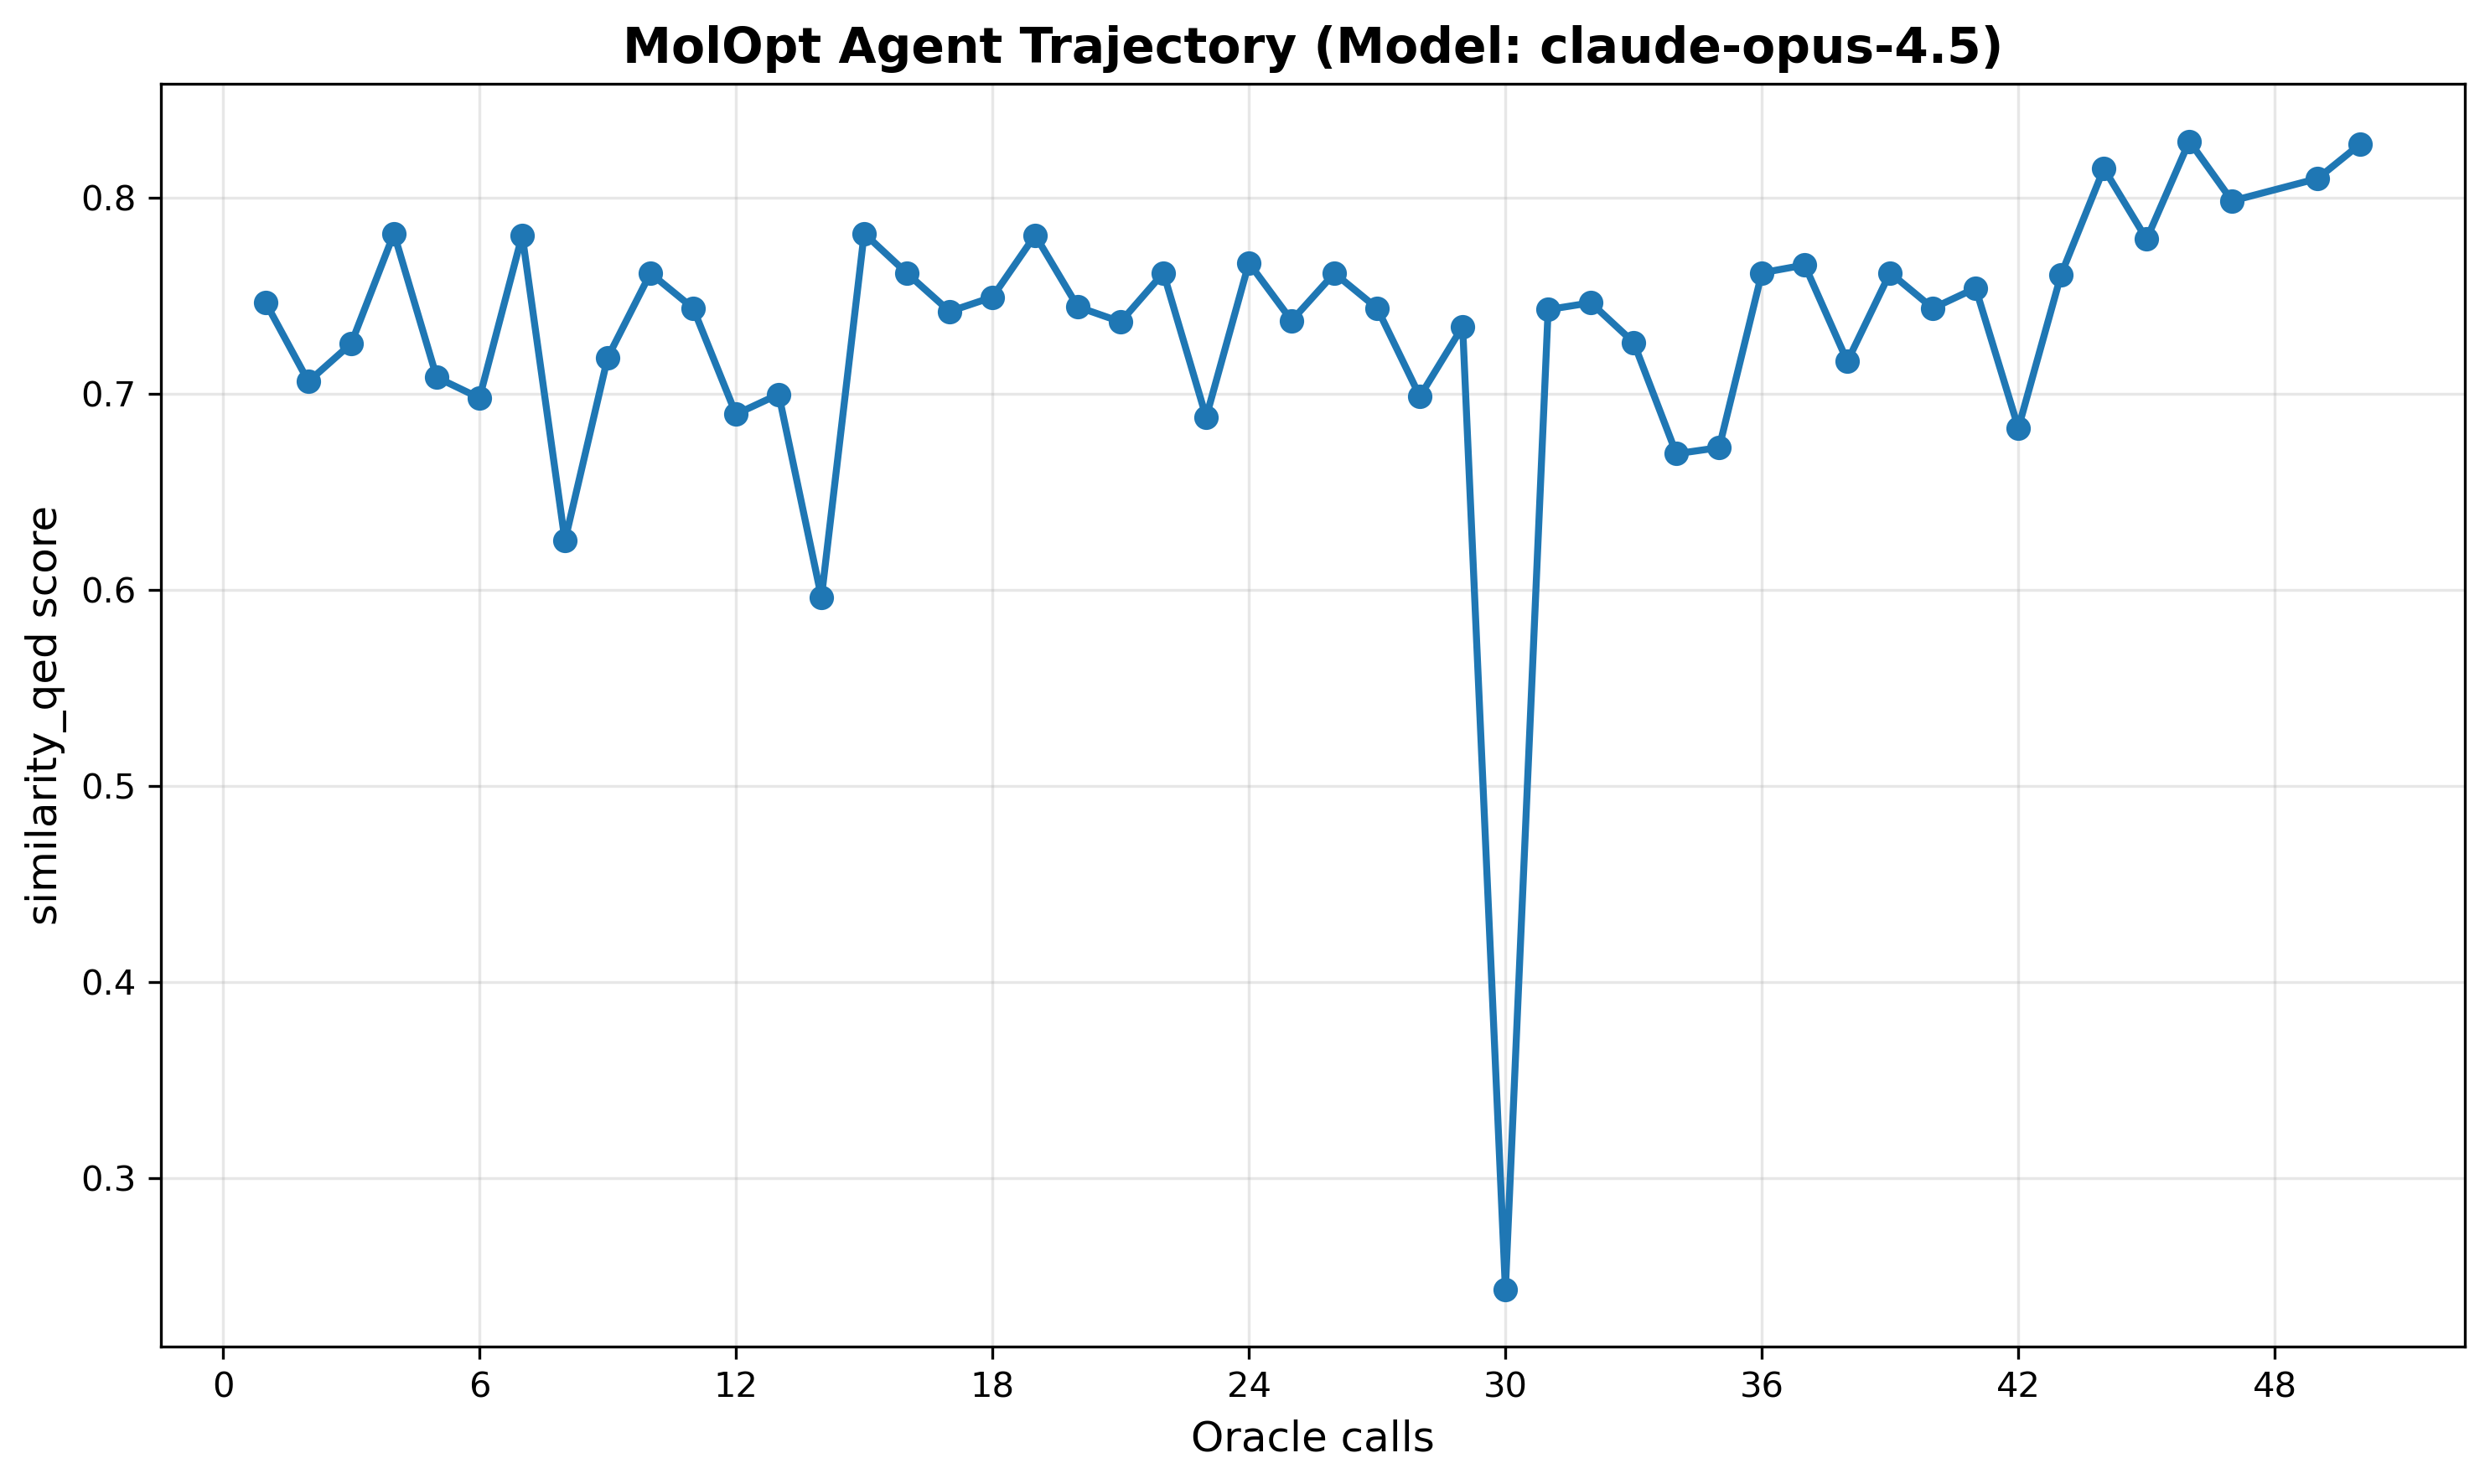 MolOpt Agent Trajectory (Model: claude-opus-4.5)
similarity_qed score
0.8
0.7
0.6
0.5
0.4
0.3
0 6 12 18 24 30 36 42 48
Oracle calls